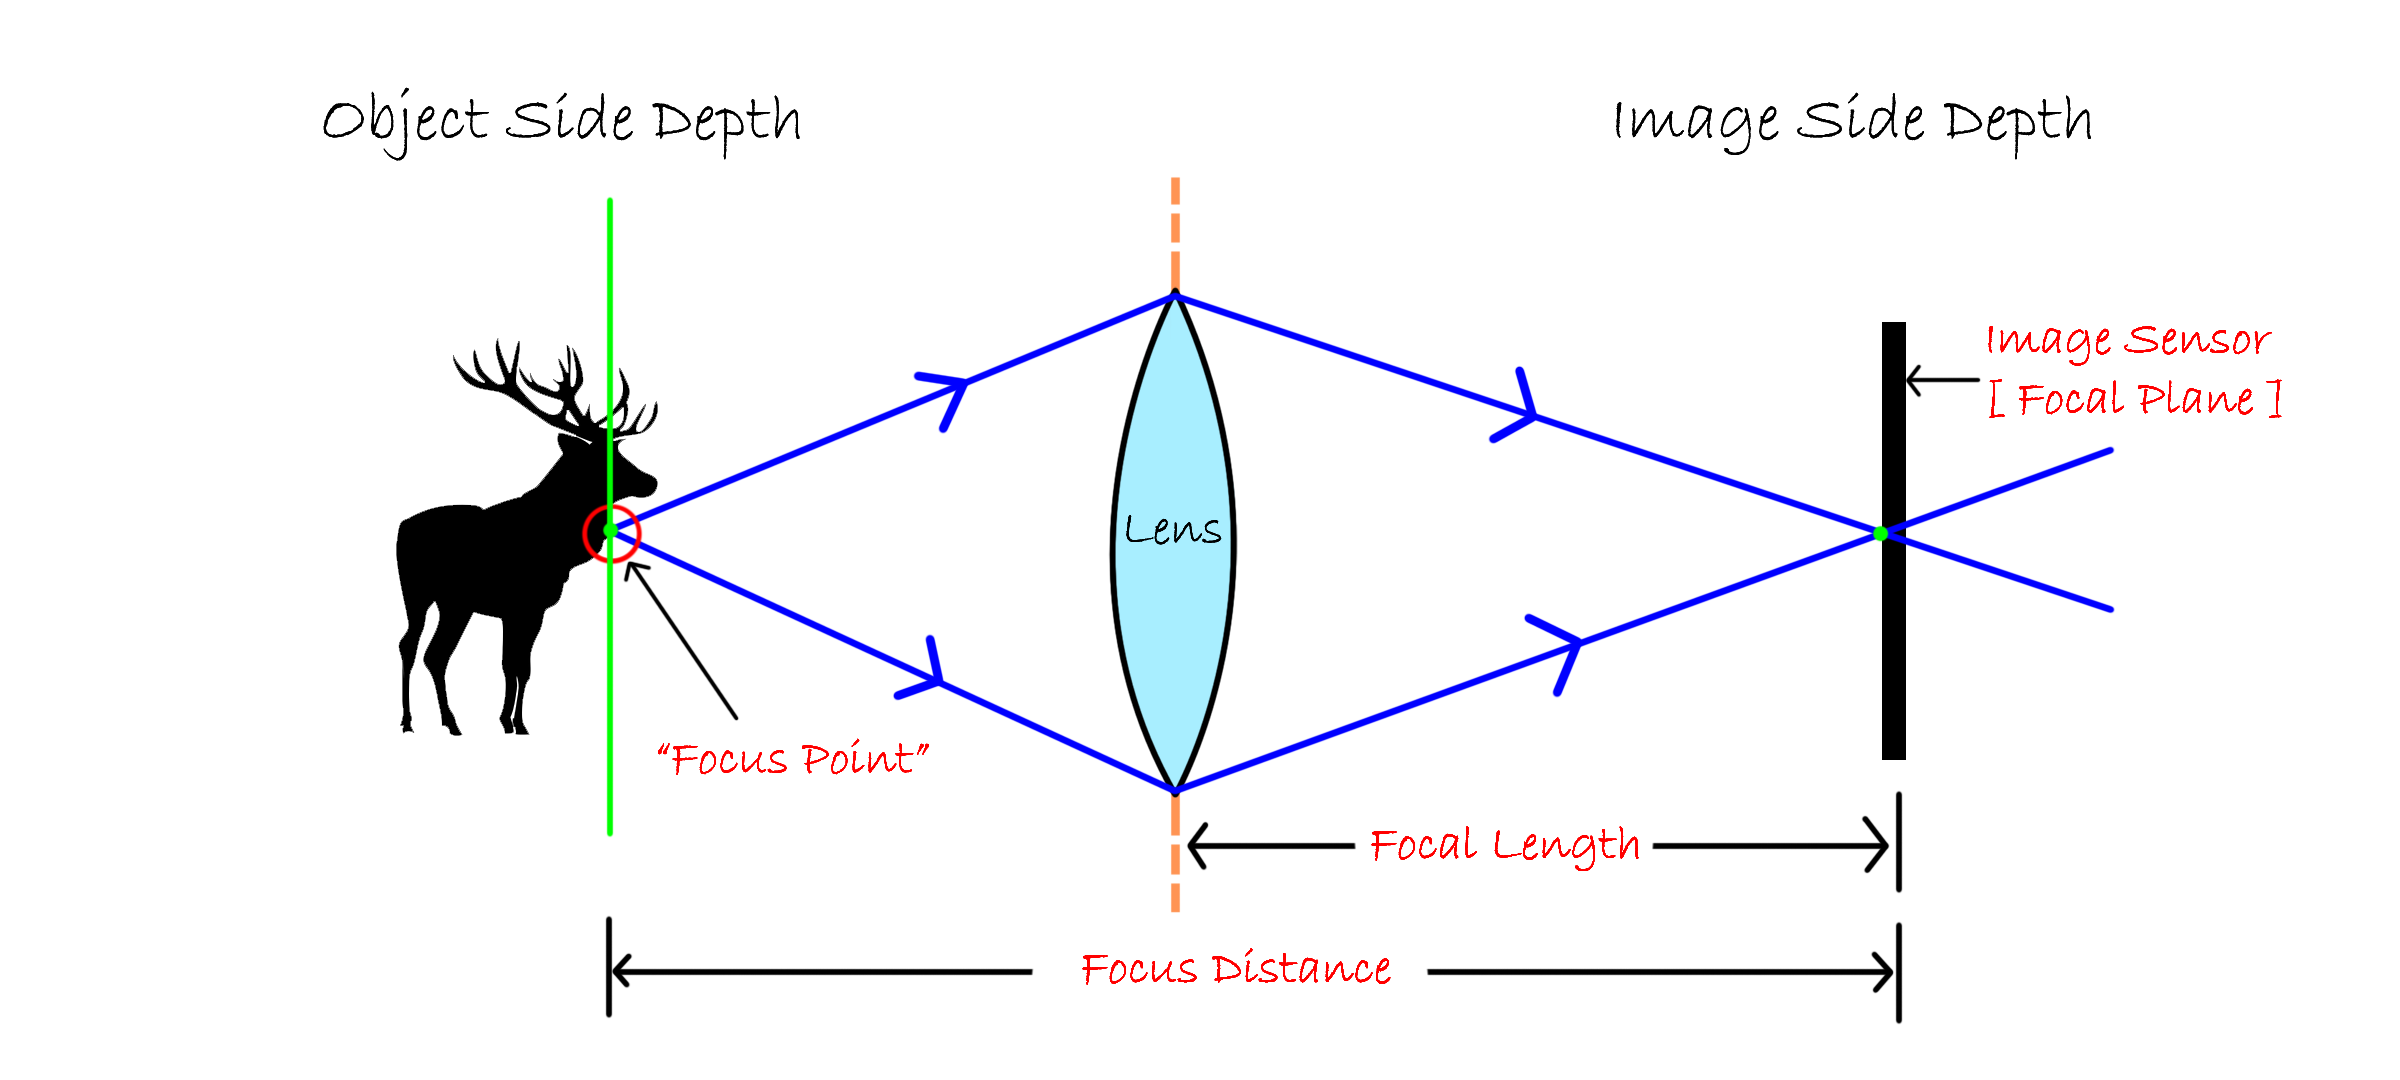 Object Side Depth
Image Side Depth
Image Sensor
[ Focal Plane ]
Lens
“Focus Point”
Focal Length
Focus Distance